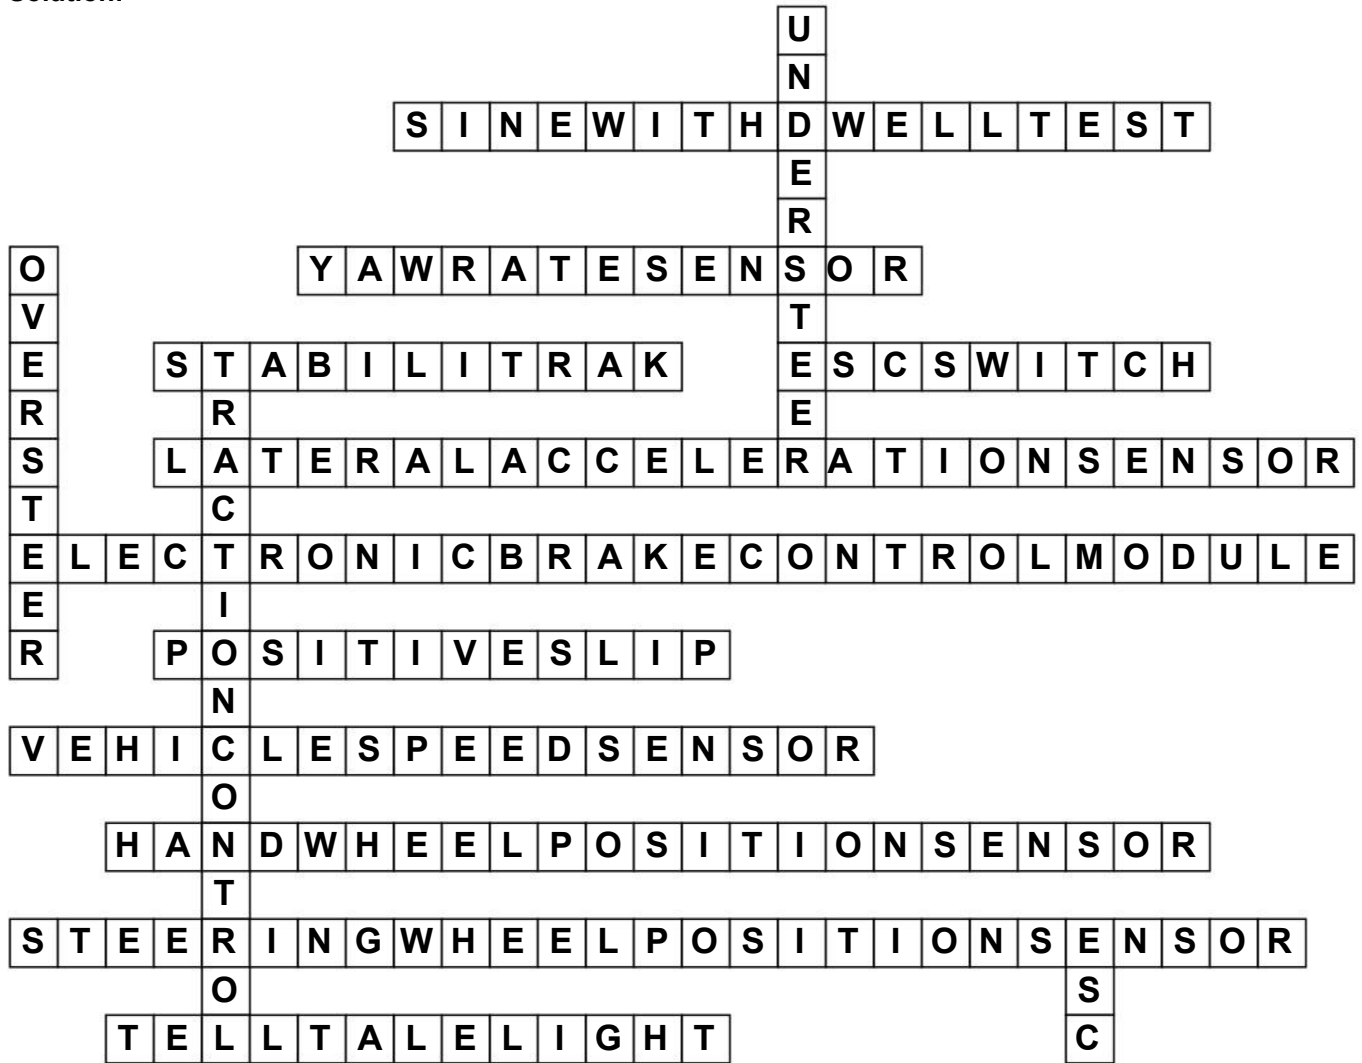 Solution:
UNDERSTEER
SINEWITHDWELLTEST
OVERSTEER
YAWRATESENSOR
STABILITRAK
TRACTIONCONTROL
ESCSWITCH
LATERALACCELERATIONSENSOR
ELECTRONICBRAKECONTROLMODULE
POSITIVESLIP
VEHICLESPEEDSENSOR
HANDWHEELPOSITIONSENSOR
STEERINGWHEELPOSITIONSENSOR
ESC
TELLTALELIGHT